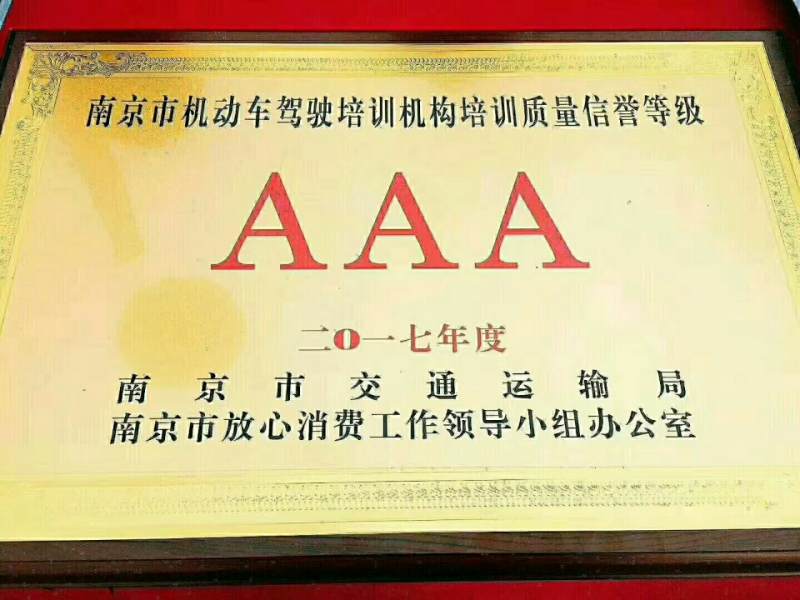 南京市机动车驾驶培训机构培训质量信誉等级
AAA
二〇一七年度
南京市交通运输局
南京市放心消费工作领导小组办公室